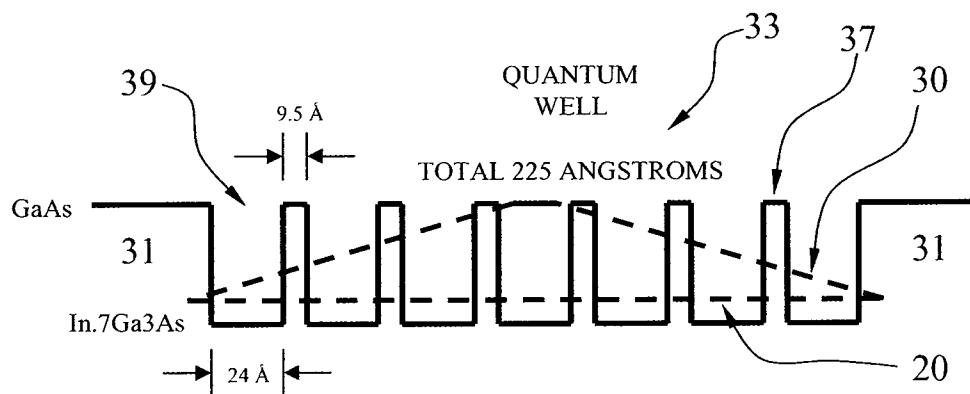 33
37
39
QUANTUM
WELL
30
9.5 Å
TOTAL 225 ANGSTROMS
GaAs
31
31
In.7Ga3As
24 Å
20